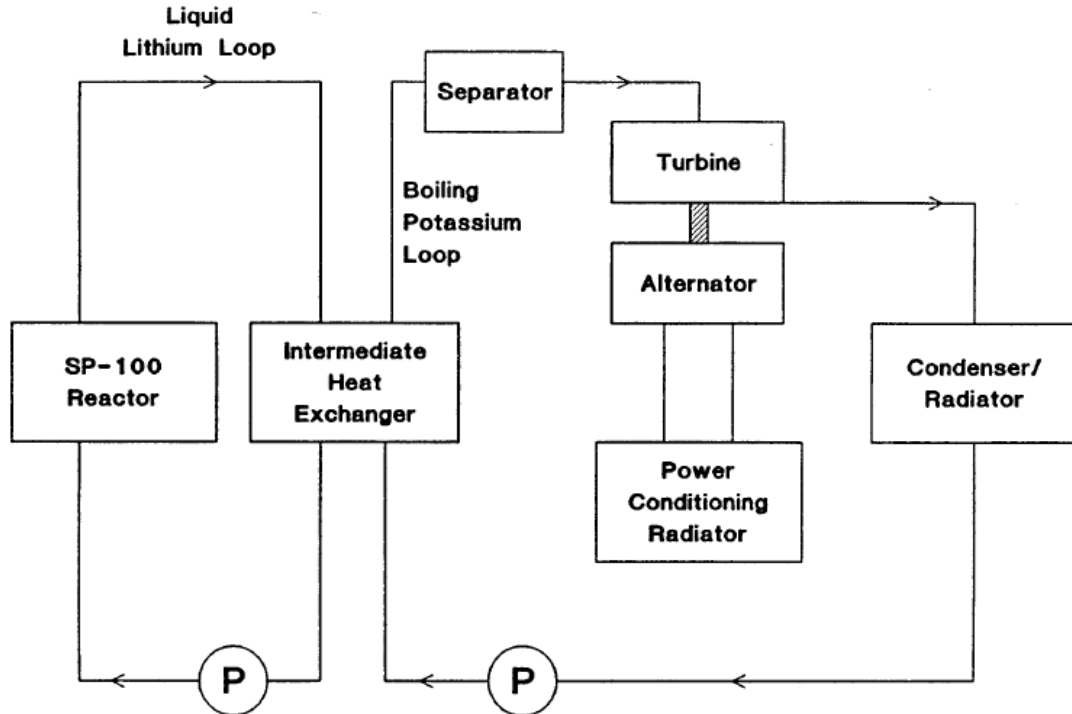 Liquid
Lithium Loop
Separator
Turbine
Boiling
Potassium
Loop
Alternator
SP-100
Reactor
Intermediate
Heat
Exchanger
Condenser/
Radiator
Power
Conditioning
Radiator
P
P